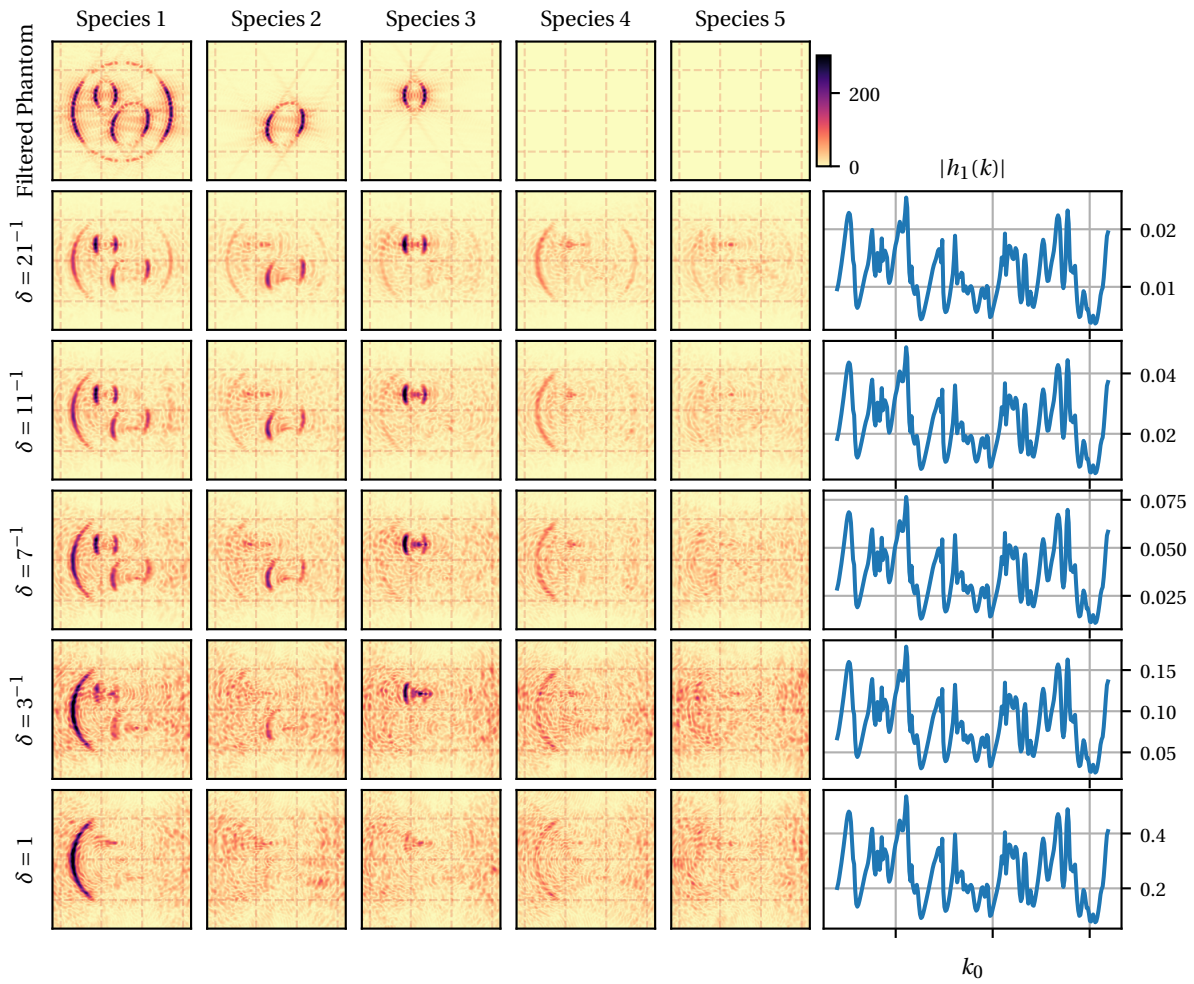 Species 1 Species 2 Species 3 Species 4 Species 5
Filtered Phantom
200
0
|h₁(k)|
δ = 21⁻¹
0.02
0.01
δ = 11⁻¹
0.04
0.02
δ = 7⁻¹
0.075
0.050
0.025
δ = 3⁻¹
0.15
0.10
0.05
δ = 1
0.4
0.2
k₀